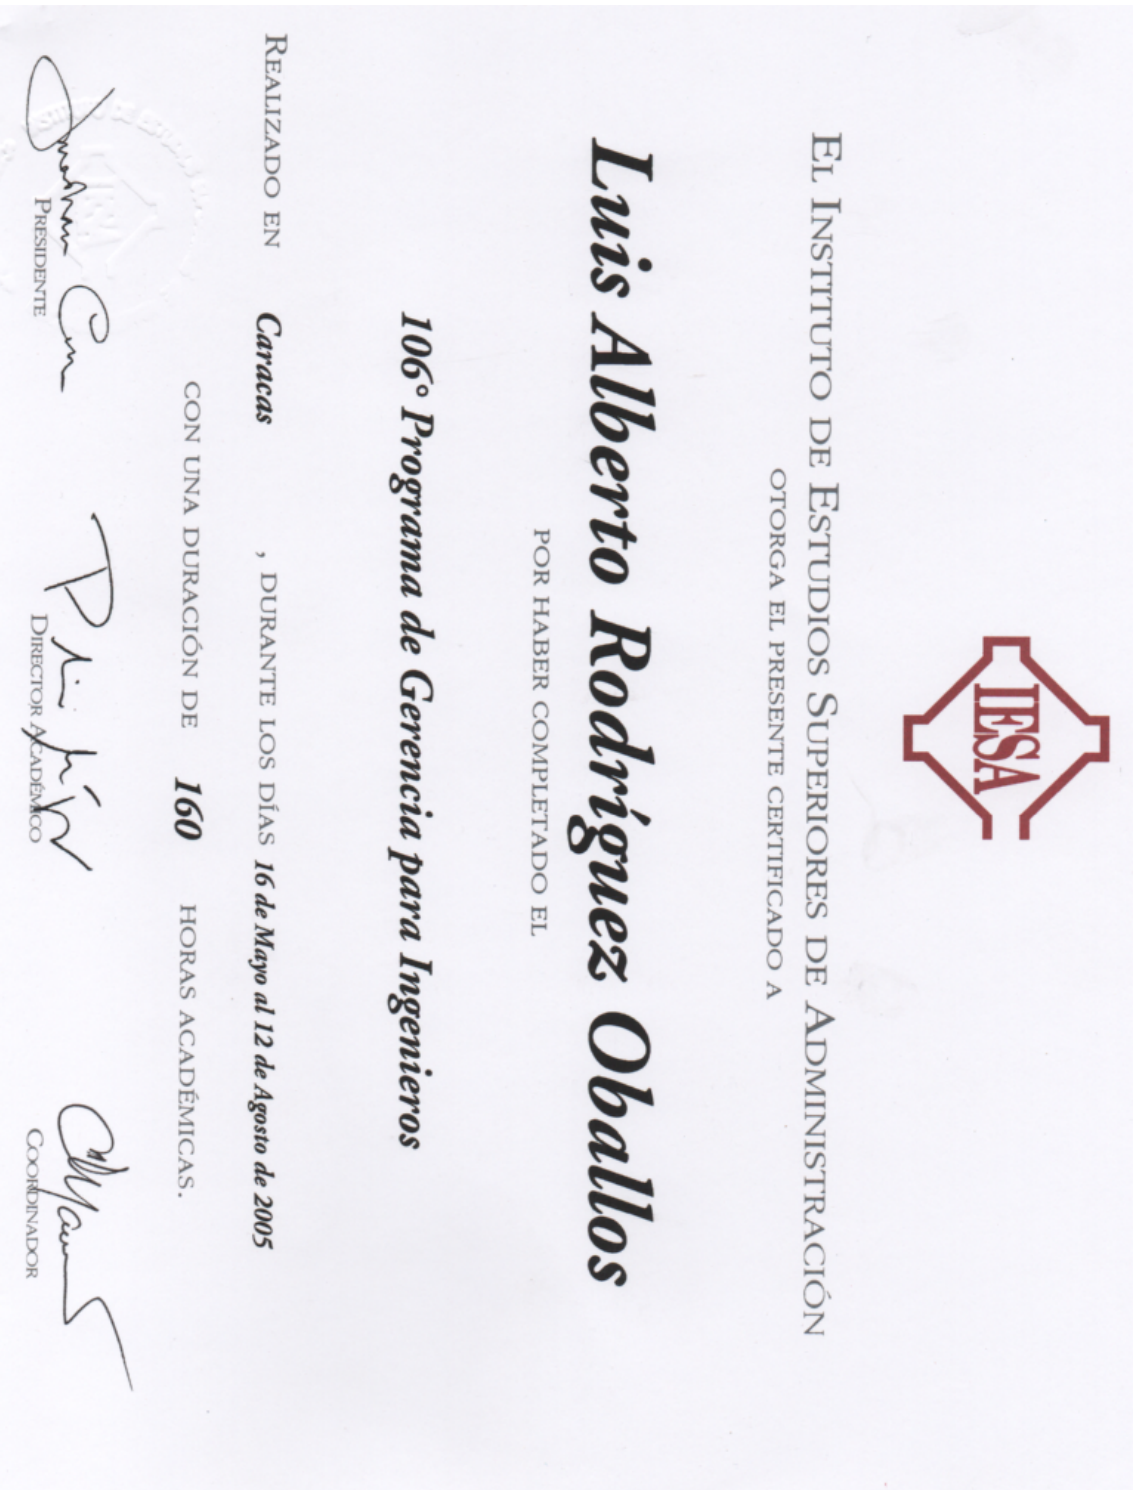 IESA
EL INSTITUTO DE ESTUDIOS SUPERIORES DE ADMINISTRACIÓN
OTORGA EL PRESENTE CERTIFICADO A
Luis Alberto Rodríguez Oballos
POR HABER COMPLETADO EL
106° Programa de Gerencia para Ingenieros
REALIZADO EN Caracas , DURANTE LOS DÍAS 16 de Mayo al 12 de Agosto de 2005
CON UNA DURACIÓN DE 160 HORAS ACADÉMICAS.
PRESIDENTE DIRECTOR ACADÉMICO COORDINADOR